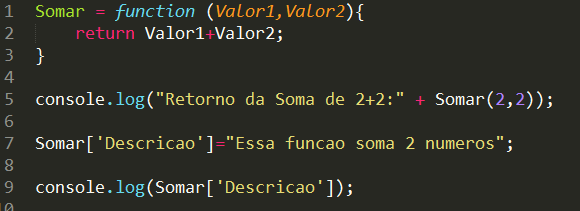 1 Somar = function (Valor1,Valor2){
2 return Valor1+Valor2;
3 }
4
5 console.log("Retorno da Soma de 2+2:" + Somar(2,2));
6
7 Somar['Descricao']="Essa funcao soma 2 numeros";
8
9 console.log(Somar['Descricao']);
10